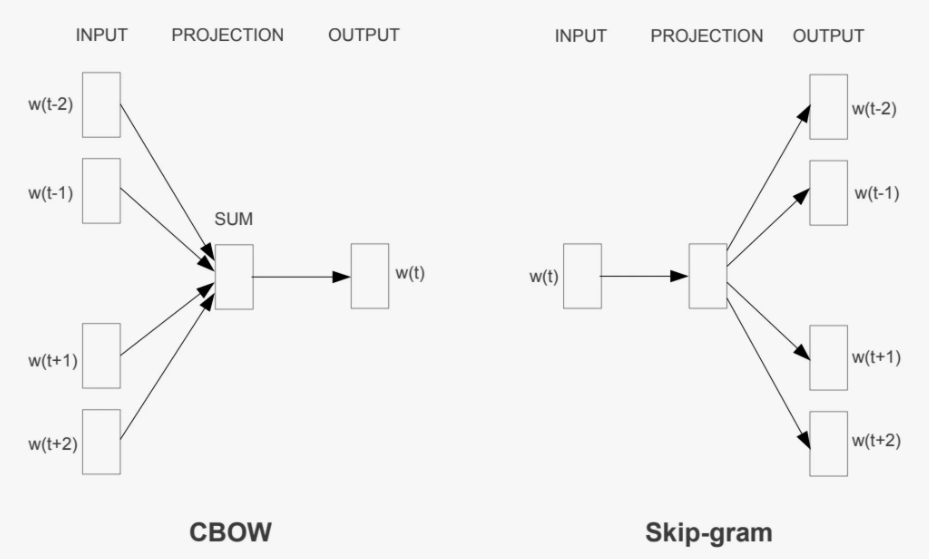 INPUT PROJECTION OUTPUT
w(t-2)
w(t-1)
SUM
w(t)
w(t+1)
w(t+2)
CBOW
INPUT PROJECTION OUTPUT
w(t-2)
w(t-1)
w(t)
w(t+1)
w(t+2)
Skip-gram